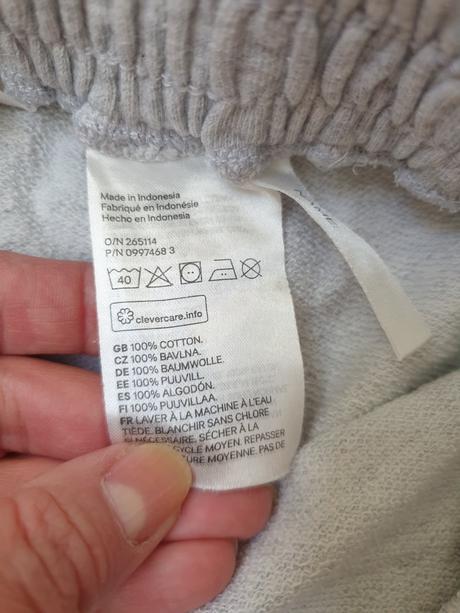 Made in Indonesia
Fabriqué en Indonésie
Hecho en Indonesia
O/N 265114
P/N 0997468 3
40
clevercare.info
GB 100% COTTON.
CZ 100% BAVLNA.
DE 100% BAUMWOLLE.
EE 100% PUUVILL.
ES 100% ALGODÓN.
FI 100% PUUVILLAA.
FR LAVER À LA MACHINE À L'EAU
TIÈDE. BLANCHIR SANS CHLORE
SI NÉCESSAIRE. SÉCHER À LA
CYCLE MOYEN. REPASSER
MOYENNE. PAS DE